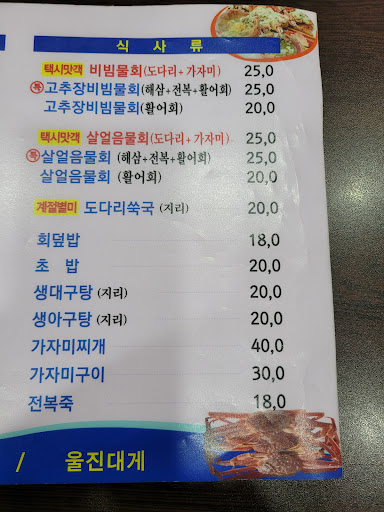 식 사 류
택시맛객 비빔물회(도다리+가자미) 25,0
특 고추장비빔물회(해삼+전복+활어회) 25,0
고추장비빔물회(활어회) 20,0
택시맛객 살얼음물회(도다리+가자미) 25,0
특 살얼음물회 (해삼+전복+활어회) 25,0
살얼음물회 (활어회) 20,0
계절별미 도다리쑥국 (지리) 20,0
회덮밥 18,0
초 밥 20,0
생대구탕 (지리) 20,0
생아구탕 (지리) 20,0
가자미찌개 40,0
가자미구이 30,0
전복죽 18,0
/ 울진대게